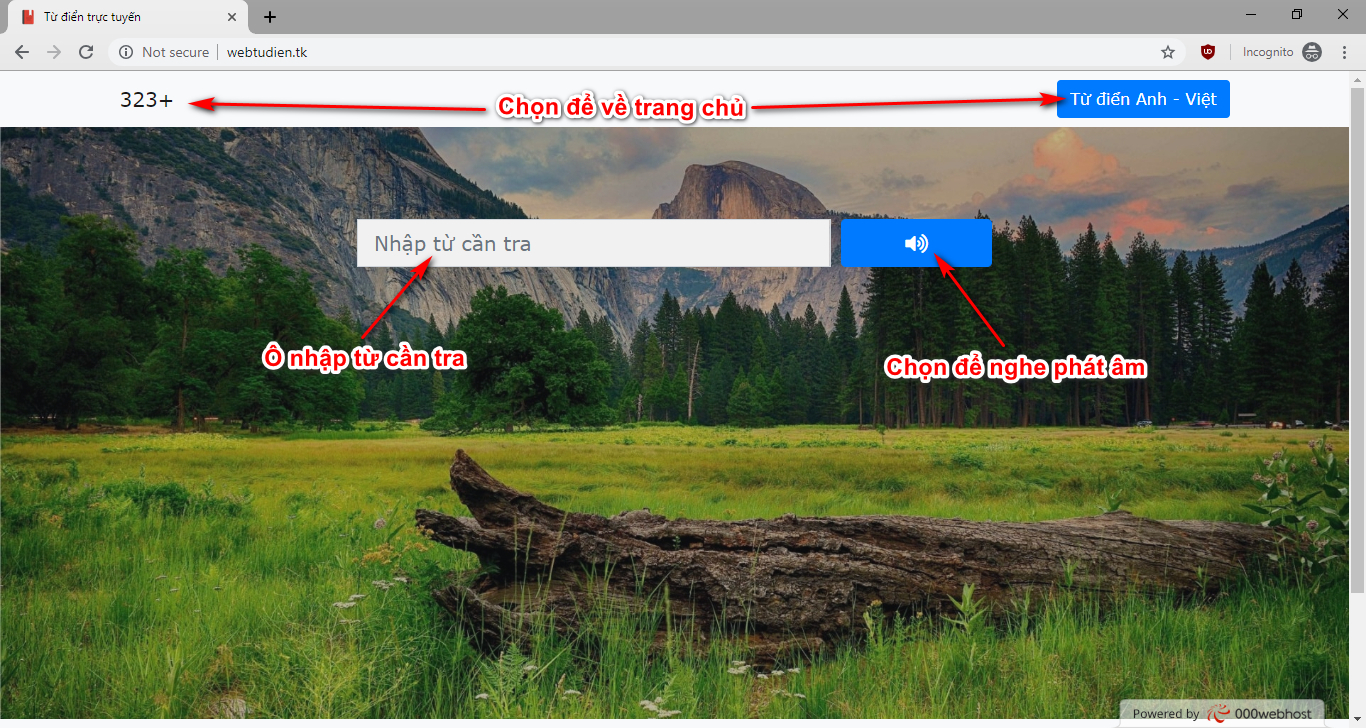 Từ điển trực tuyến
Not secure
webtudien.tk
Incognito
323+
Chọn để về trang chủ
Từ điển Anh - Việt
Nhập từ cần tra
Ô nhập từ cần tra
Chọn để nghe phát âm
Powered by 000webhost